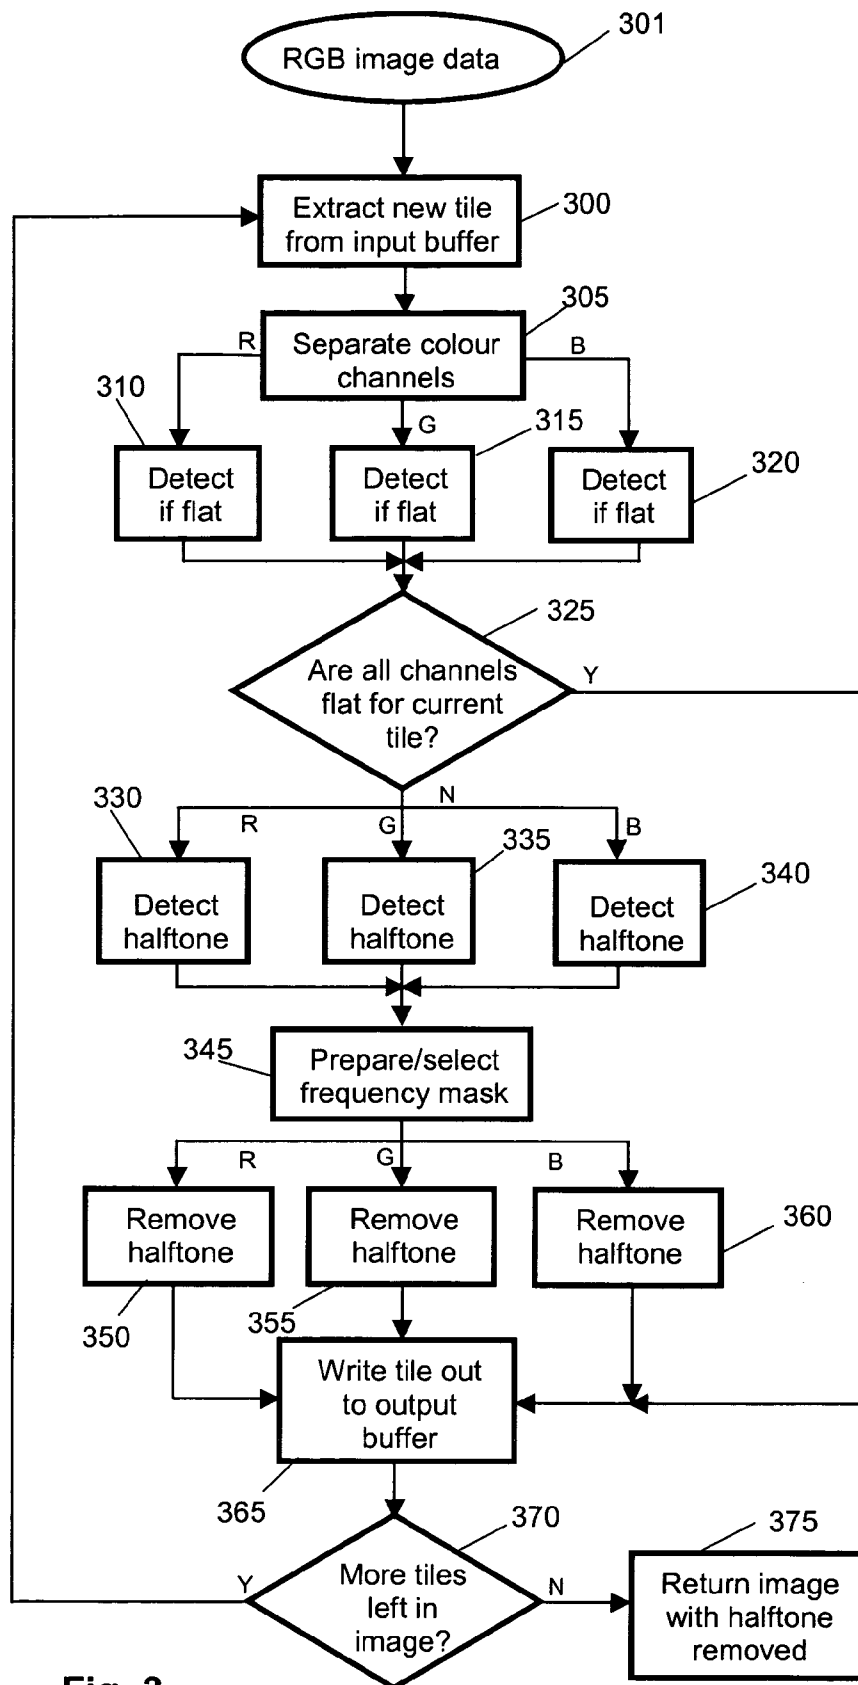 301
RGB image data
Extract new tile
from input buffer
300
305
R
Separate colour
channels
B
310
G
315
320
Detect
if flat
Detect
if flat
Detect
if flat
325
Are all channels
flat for current
tile?
Y
N
330
R
G
B
335
340
Detect
halftone
Detect
halftone
Detect
halftone
345
Prepare/select
frequency mask
R
G
B
Remove
halftone
Remove
halftone
Remove
halftone
360
350
355
Write tile out
to output
buffer
365
370
375
Y
More tiles
left in
image?
N
Return image
with halftone
removed